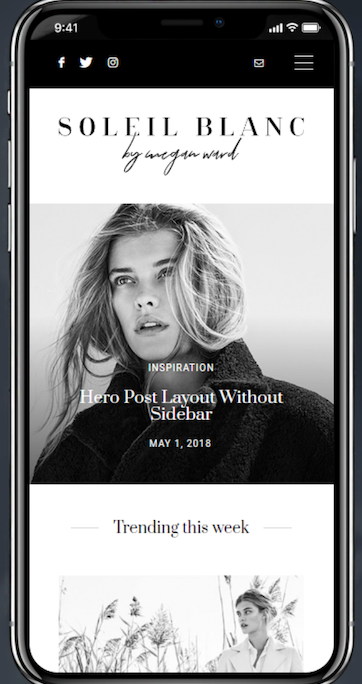 9:41
SOLEIL BLANC
by megan ward
INSPIRATION
Hero Post Layout Without
Sidebar
MAY 1, 2018
Trending this week